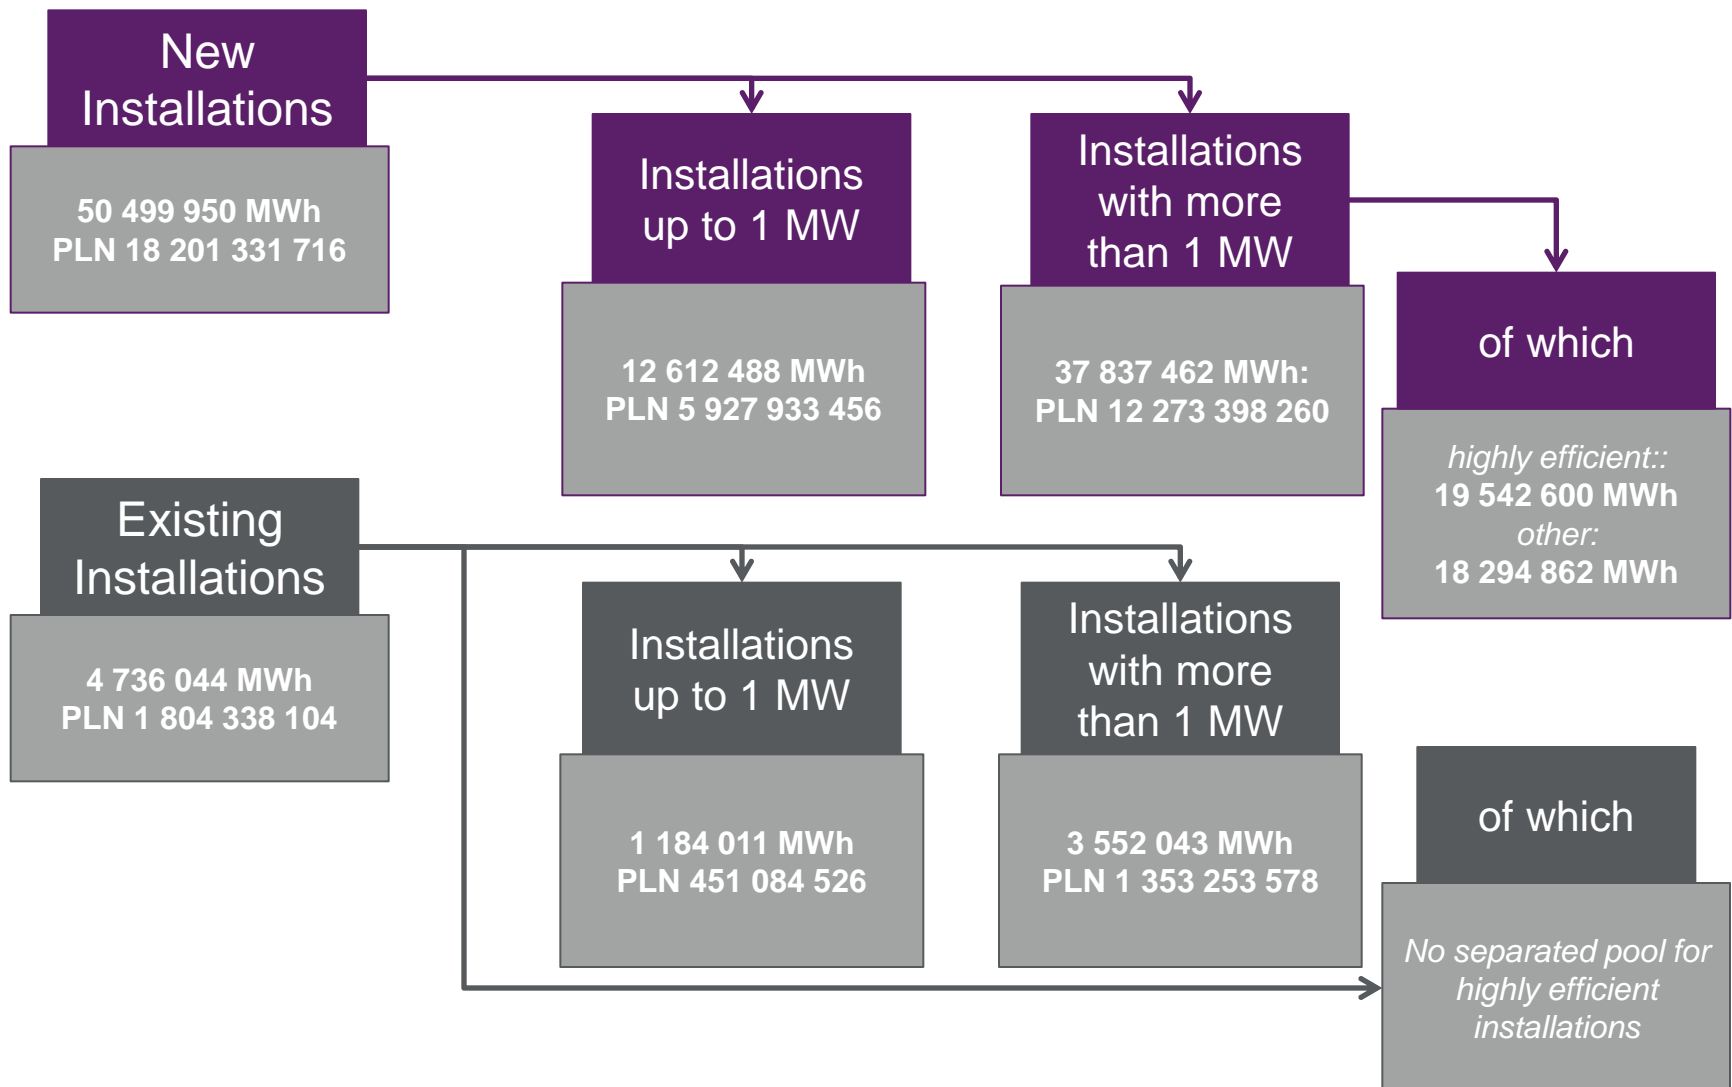 New
Installations
50 499 950 MWh
PLN 18 201 331 716
Installations
up to 1 MW
12 612 488 MWh
PLN 5 927 933 456
Installations
with more
than 1 MW
37 837 462 MWh:
PLN 12 273 398 260
of which
highly efficient::
19 542 600 MWh
other:
18 294 862 MWh
Existing
Installations
4 736 044 MWh
PLN 1 804 338 104
Installations
up to 1 MW
1 184 011 MWh
PLN 451 084 526
Installations
with more
than 1 MW
3 552 043 MWh
PLN 1 353 253 578
of which
No separated pool for
highly efficient
installations